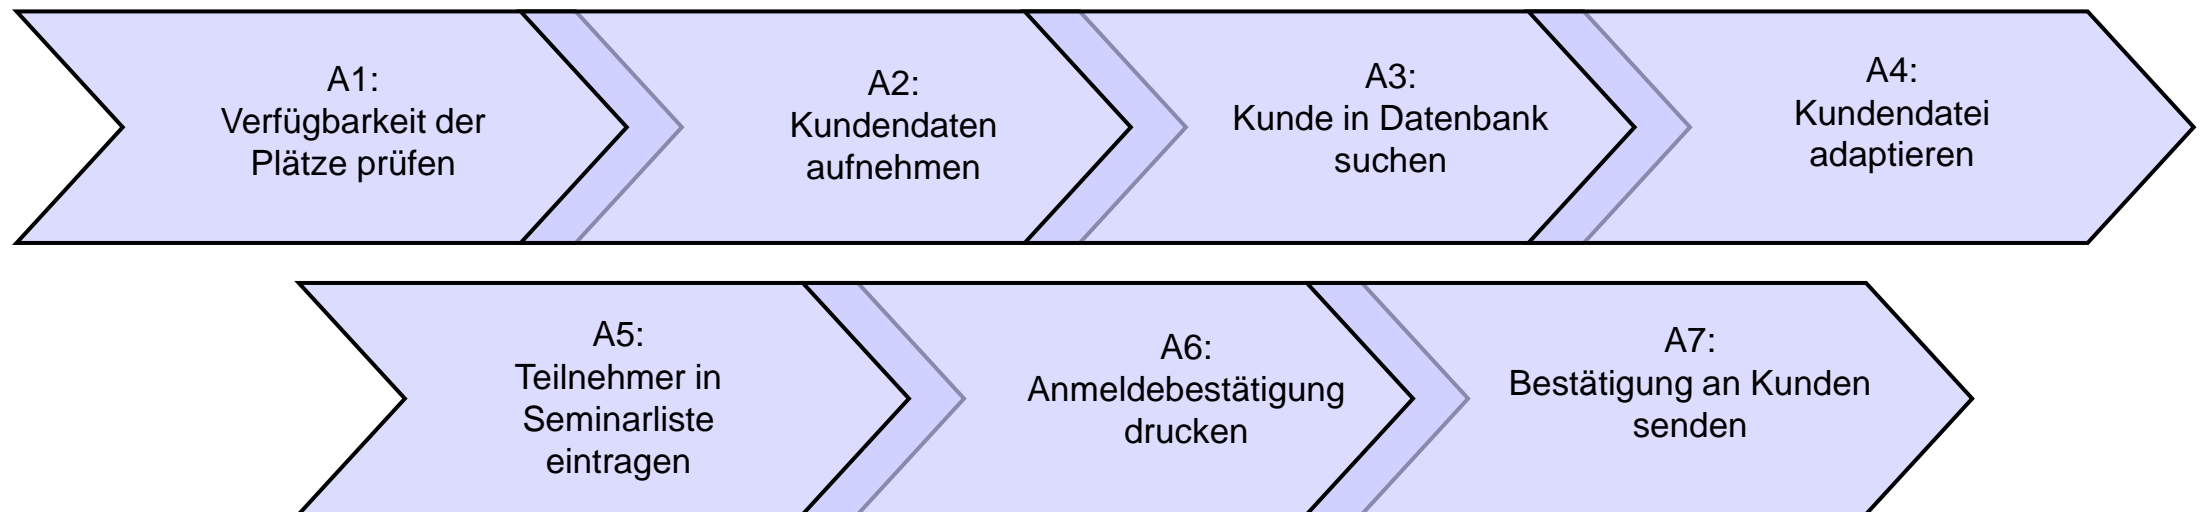 A1:
Verfügbarkeit der
Plätze prüfen
A2:
Kundendaten
aufnehmen
A3:
Kunde in Datenbank
suchen
A4:
Kundendatei
adaptieren
A5:
Teilnehmer in
Seminarliste
eintragen
A6:
Anmeldebestätigung
drucken
A7:
Bestätigung an Kunden
senden